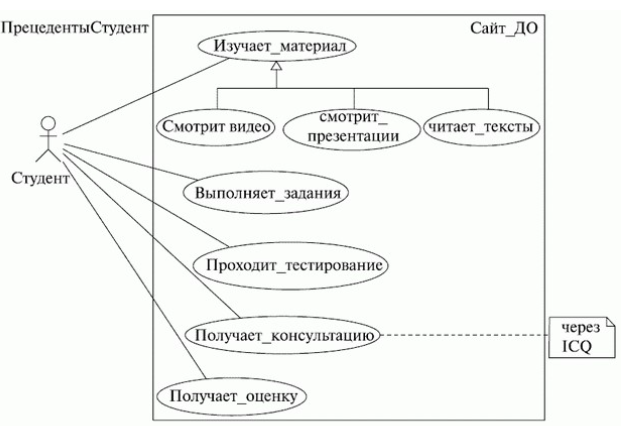 ПрецедентыСтудент
Сайт_ДО
Изучает_материал
Смотрит видео
смотрит_
презентации
читает_тексты
Студент
Выполняет_задания
Проходит_тестирование
Получает_консультацию
через
ICQ
Получает_оценку